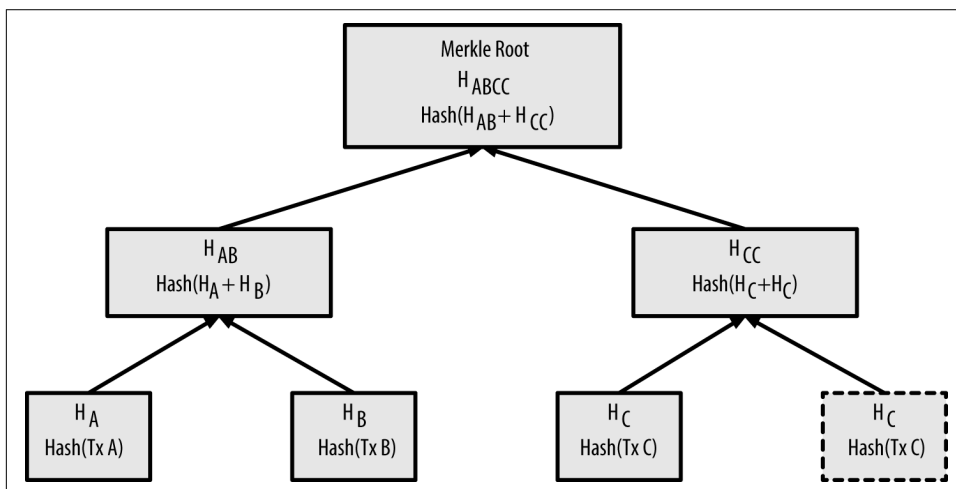 Merkle Root
H ABCC
Hash(H AB + H CC)
H AB
Hash(H A + H B)
H CC
Hash(H C+H C)
H A
Hash(Tx A)
H B
Hash(Tx B)
H C
Hash(Tx C)
H C
Hash(Tx C)